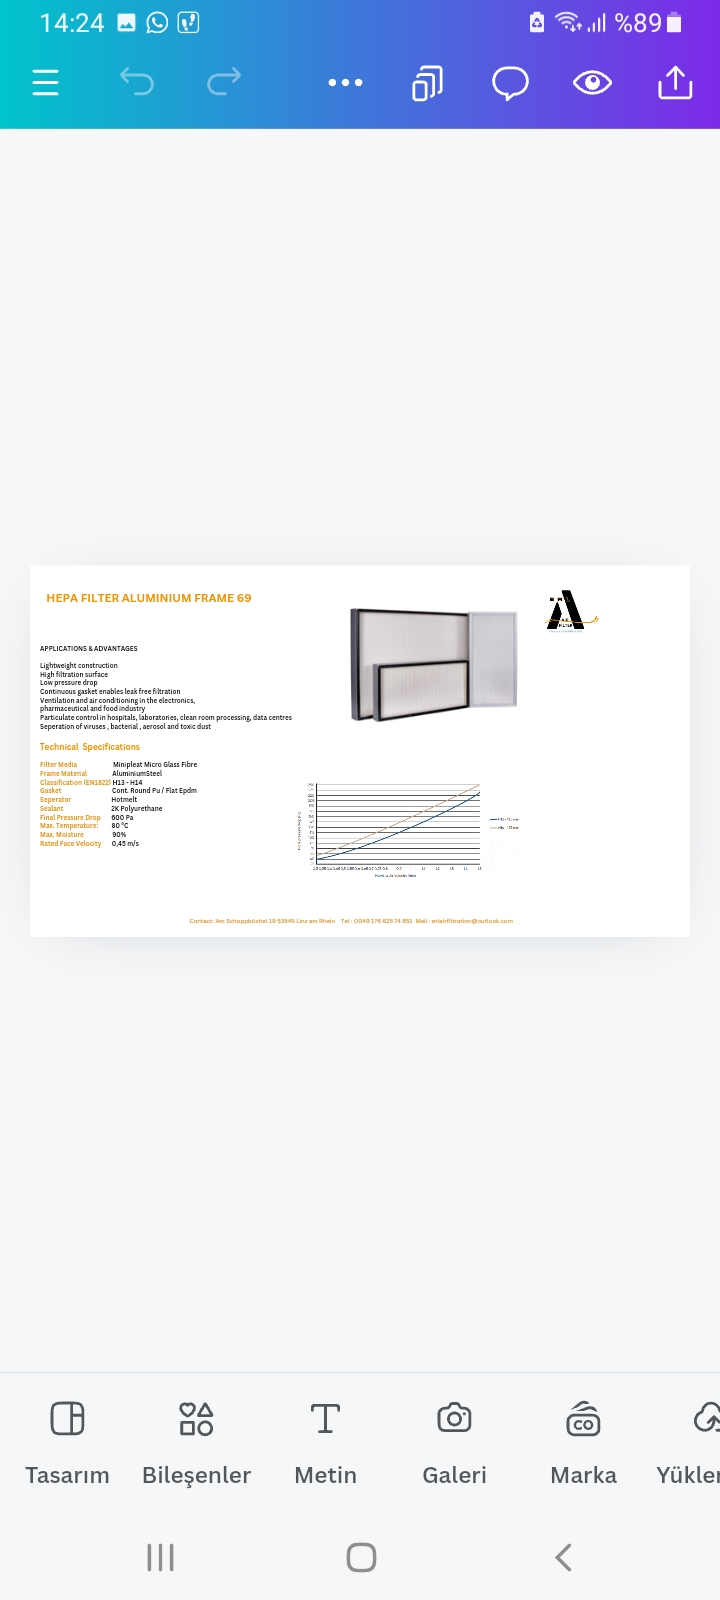 14:24
%89
HEPA FILTER ALUMINIUM FRAME 69
APPLICATIONS & ADVANTAGES
Lightweight construction
High filtration surface
Low pressure drop
Continuous gasket enables leak free filtration
Ventilation and air conditioning in the electronics,
pharmaceutical and food industry
Particulate control in hospitals, laboratories, clean room processing, data centres
Seperation of viruses , bacterial , aerosol and toxic dust
Technical Specifications
Filter Media Minipleat Micro Glass Fibre
Frame Material AluminiumSteel
Classification (EN1822) H13 - H14
Gasket Cont. Round Pu / Flat Epdm
Seperator Hotmelt
Sealant 2K Polyurethane
Final Pressure Drop 600 Pa
Max. Temperature: 80 °C
Max. Moisture 90%
Rated Face Velocity 0,45 m/s
A
FILTER
Contact: Am Schoppbüchel 19 53545 Linz am Rhein Tel : 0049 176 625 74 851 Mail : erlairfiltration@outlook.com
Tasarım
Bileşenler
Metin
Galeri
CO
Marka
Yükler